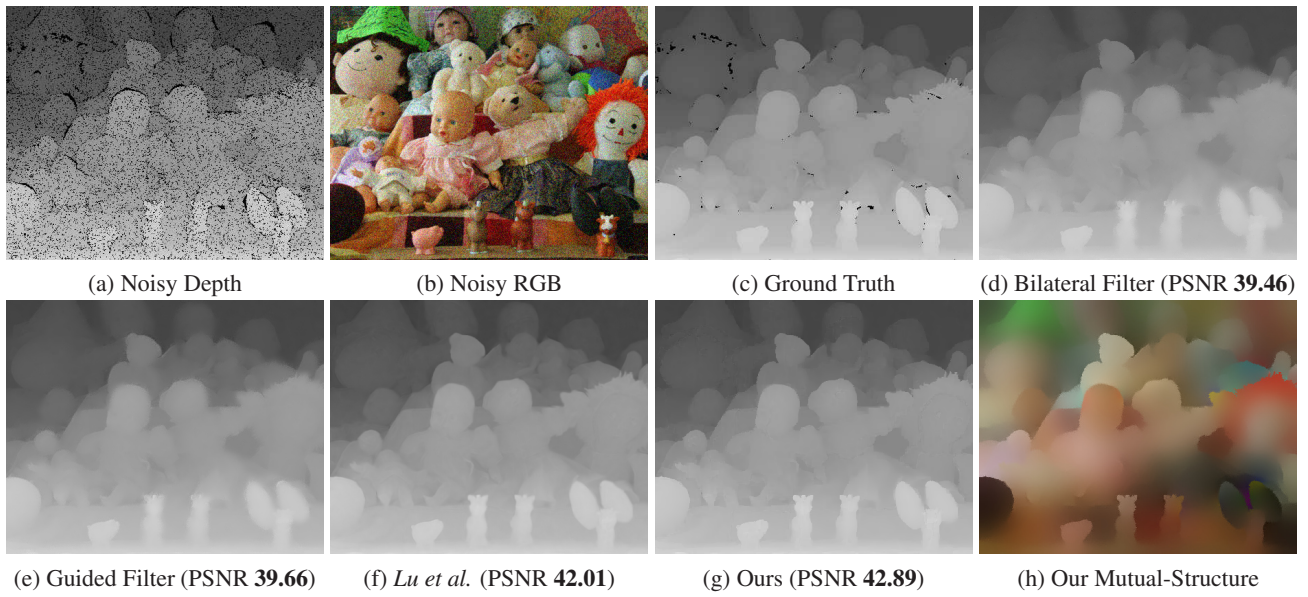 (a) Noisy Depth
(b) Noisy RGB
(c) Ground Truth
(d) Bilateral Filter (PSNR 39.46)
(e) Guided Filter (PSNR 39.66)
(f) Lu et al. (PSNR 42.01)
(g) Ours (PSNR 42.89)
(h) Our Mutual-Structure